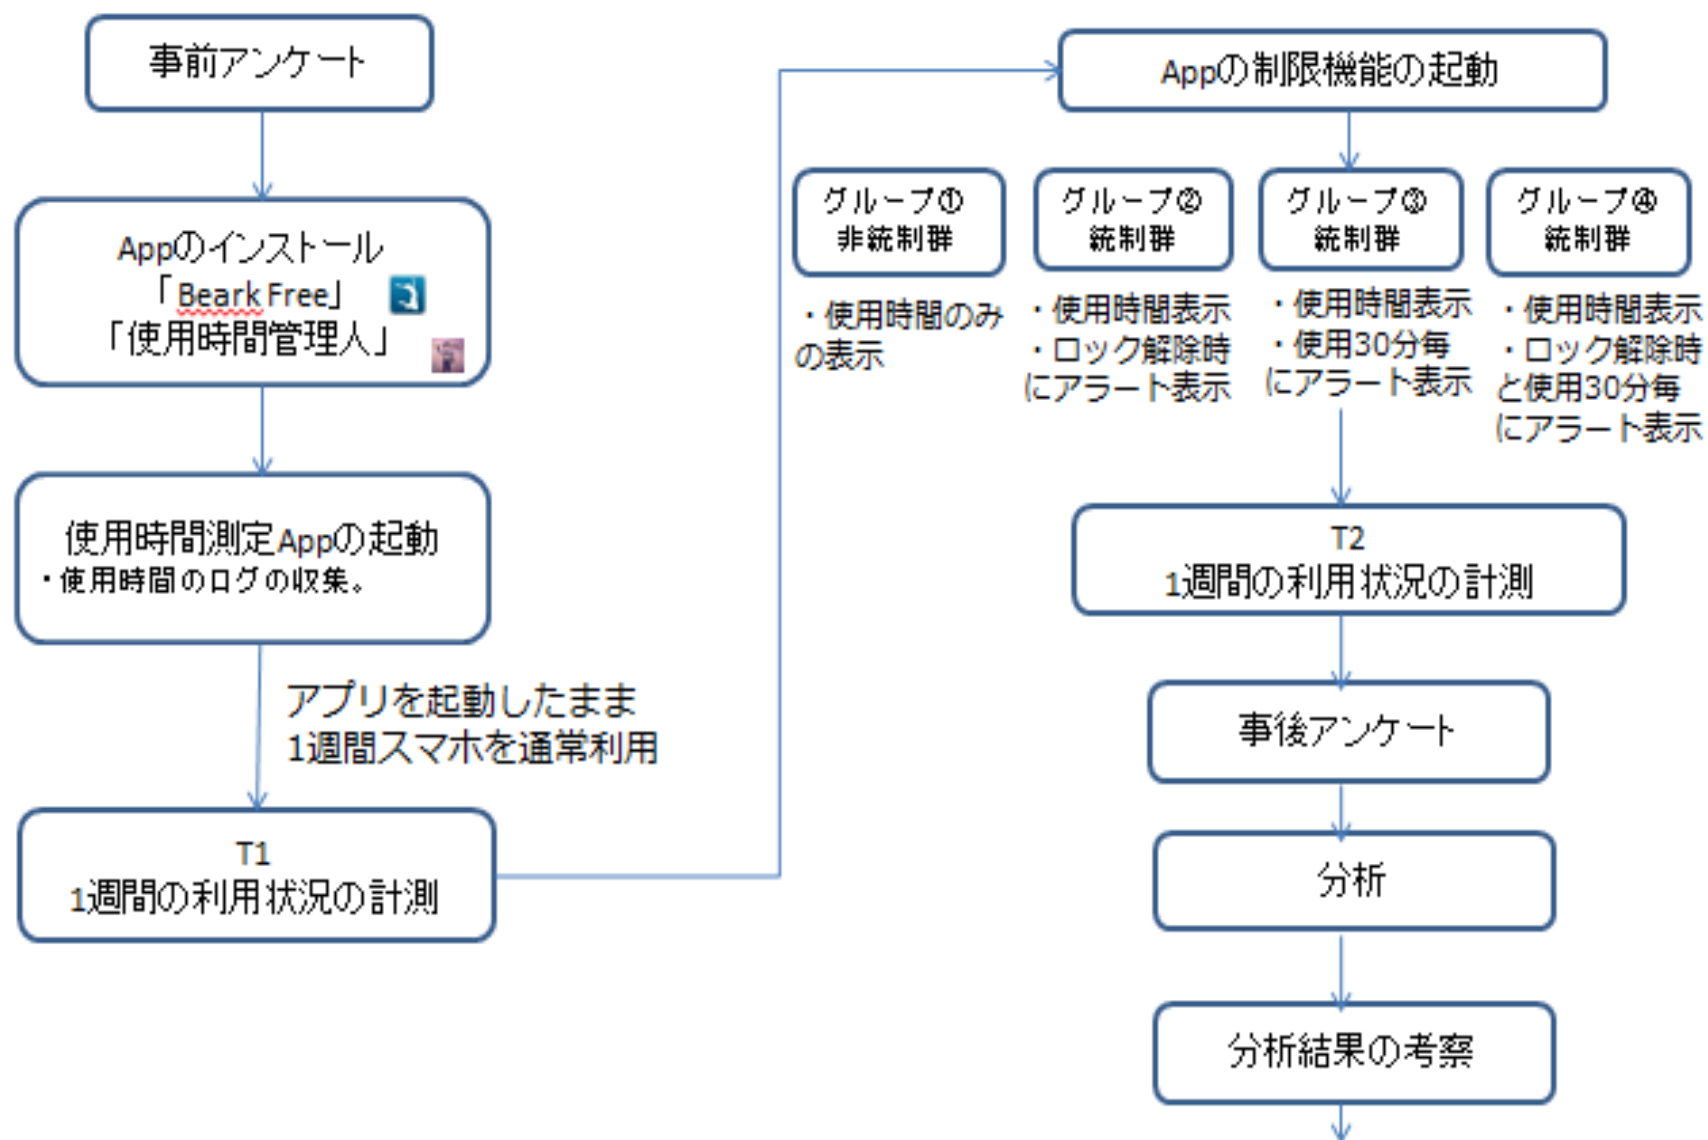 事前アンケート
Appのインストール
「Beark Free」
「使用時間管理人」
使用時間測定Appの起動
・使用時間のログの収集。
アプリを起動したまま
1週間スマホを通常利用
T1
1週間の利用状況の計測
Appの制限機能の起動
グループ①
非統制群
・使用時間のみ
の表示
グループ②
統制群
・使用時間表示
・ロック解除時
にアラート表示
グループ③
統制群
・使用時間表示
・使用30分毎
にアラート表示
グループ④
統制群
・使用時間表示
・ロック解除時
と使用30分毎
にアラート表示
T2
1週間の利用状況の計測
事後アンケート
分析
分析結果の考察